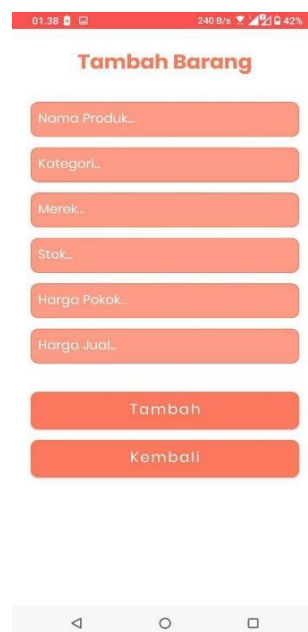 01.38 240 B/s 42%
Tambah Barang
Nama Produk...
Kategori...
Merek...
Stok...
Harga Pokok...
Harga Jual...
Tambah
Kembali